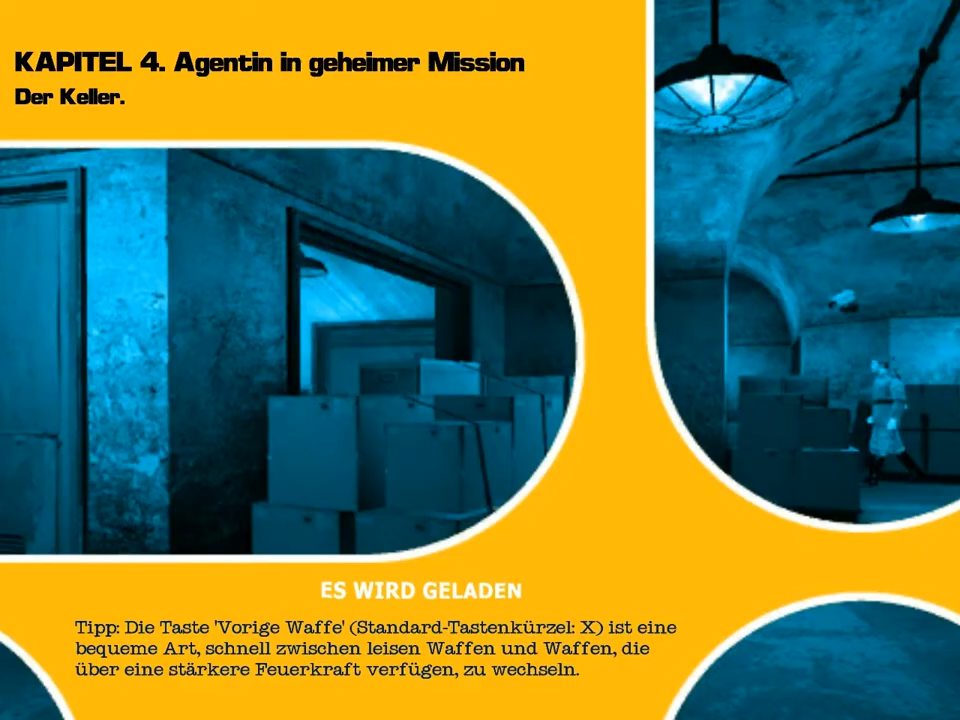 KAPITEL 4. Agentin in geheimer Mission
Der Keller.
ES WIRD GELADEN
Tipp: Die Taste 'Vorige Waffe' (Standard-Tastenkürzel: X) ist eine
bequeme Art, schnell zwischen leisen Waffen und Waffen, die
über eine stärkere Feuerkraft verfügen, zu wechseln.